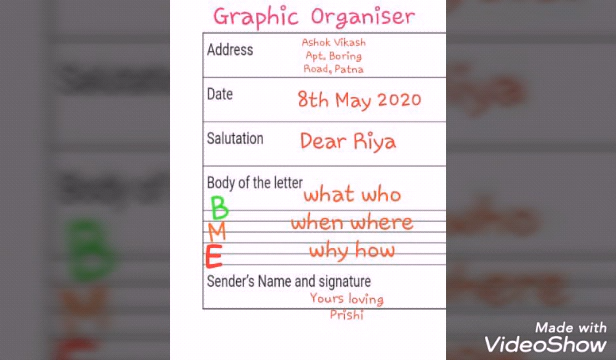 Graphic Organiser
Address
Ashok Vikash
Apt. Boring
Road, Patna
Date
8th May 2020
Salutation
Dear Riya
Body of the letter
what who
B
when where
M
why how
E
Sender's Name and signature
Yours loving
Prishi
Made with
VideoShow